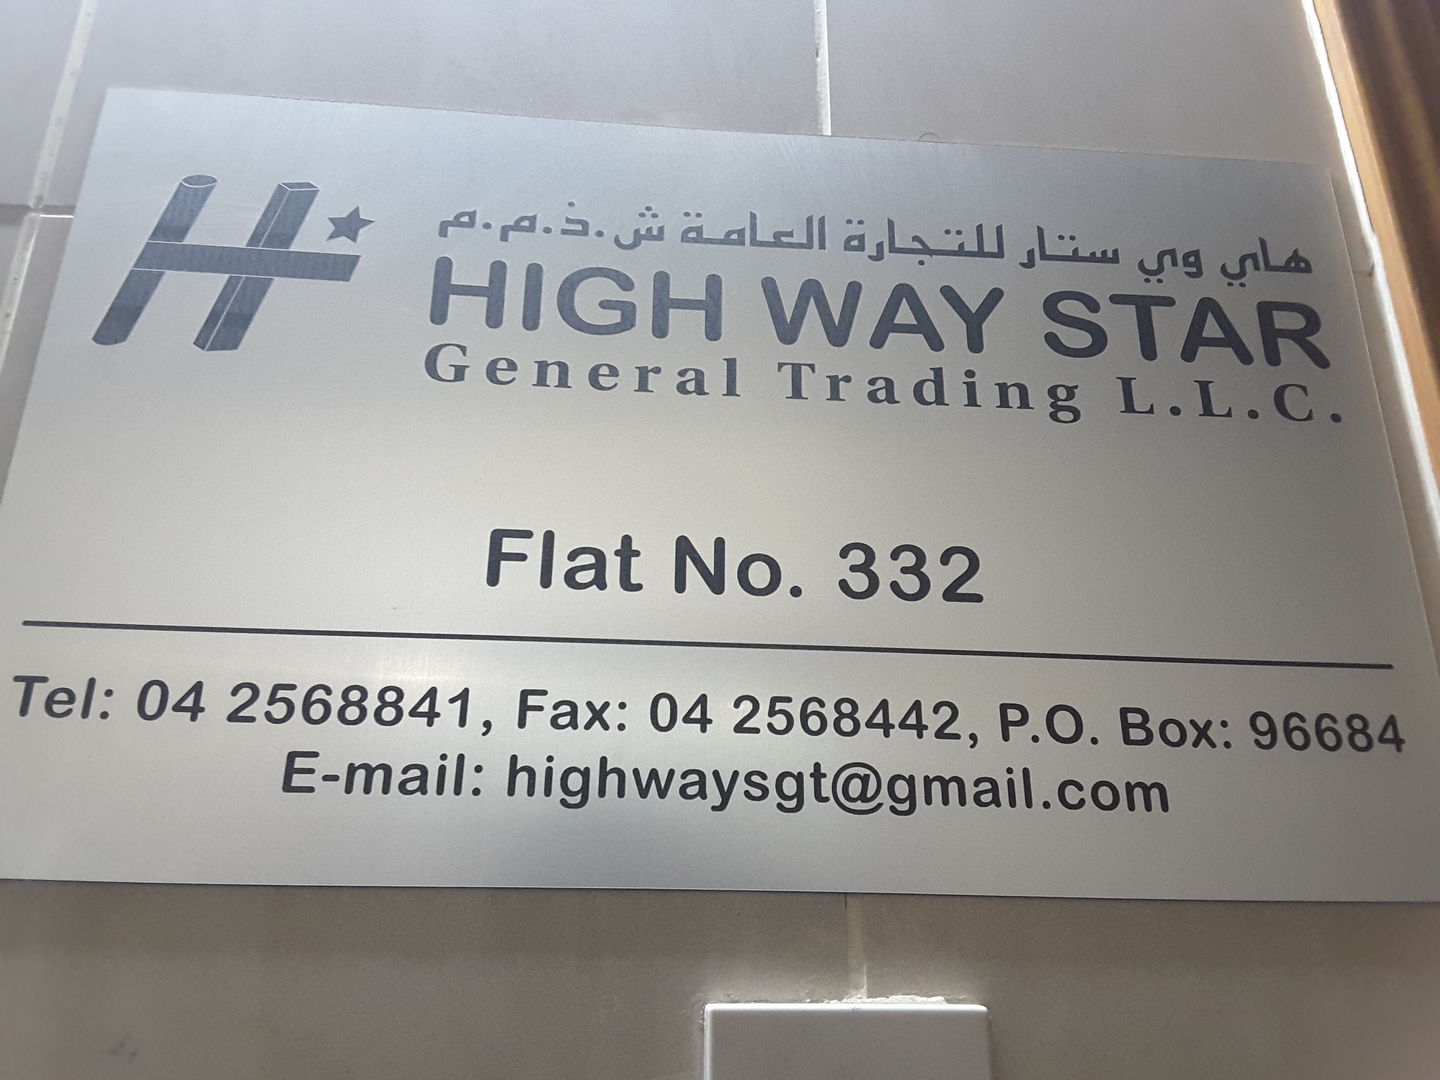 هاي وي ستار للتجارة العامة ش.ذ.م.م
HIGH WAY STAR
General Trading L.L.C.
Flat No. 332
Tel: 04 2568841, Fax: 04 2568442, P.O. Box: 96684
E-mail: highwaysgt@gmail.com